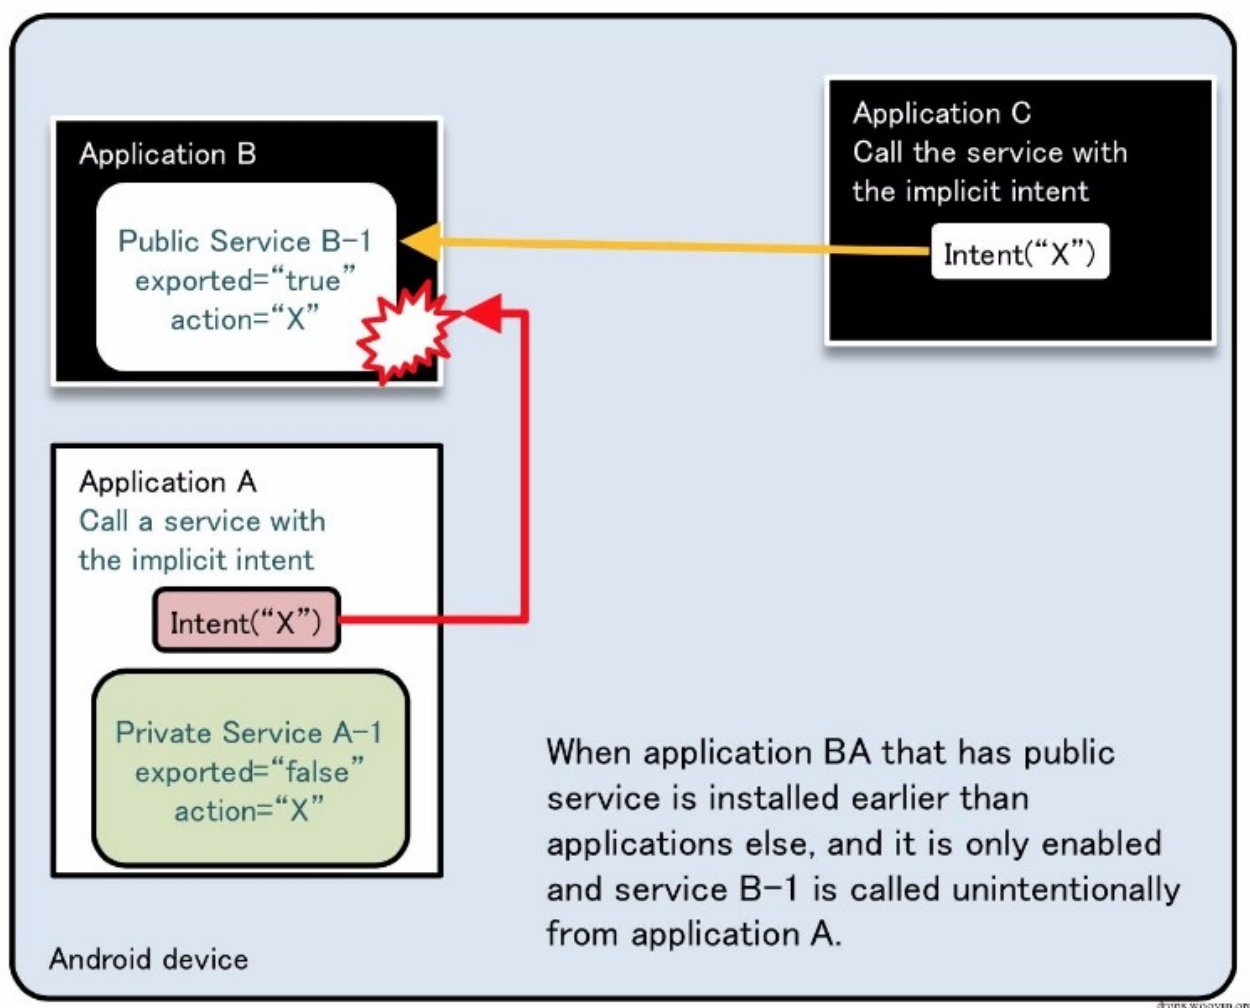 Application B
Public Service B-1
exported=“true”
action=“X”
Application C
Call the service with
the implicit intent
Intent(“X”)
Application A
Call a service with
the implicit intent
Intent(“X”)
Private Service A-1
exported=“false”
action=“X”
When application BA that has public
service is installed earlier than
applications else, and it is only enabled
and service B-1 is called unintentionally
from application A.
Android device
drops.wooyun.org